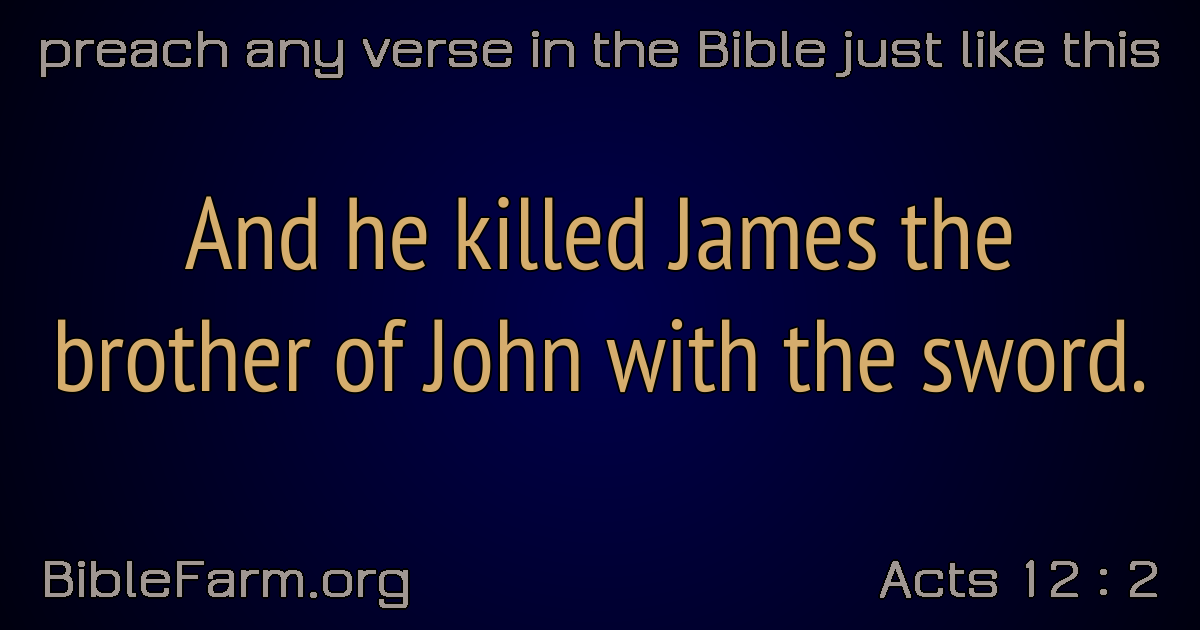 preach any verse in the Bible just like this
And he killed James the
brother of John with the sword.
BibleFarm.org
Acts 12 : 2